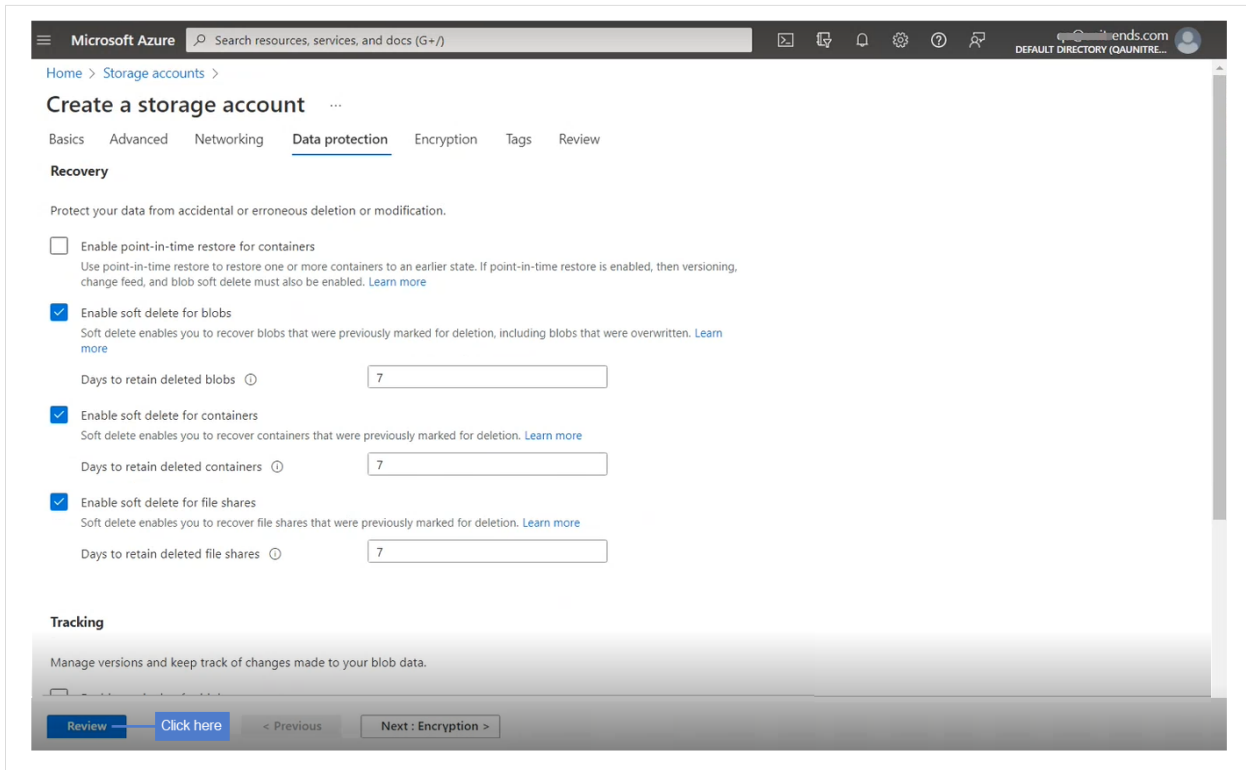 Microsoft Azure
Search resources, services, and docs (G+/)
ends.com
DEFAULT DIRECTORY (QAUNITRE...
Home > Storage accounts >
Create a storage account ...
Basics Advanced Networking Data protection Encryption Tags Review
Recovery
Protect your data from accidental or erroneous deletion or modification.
Enable point-in-time restore for containers
Use point-in-time restore to restore one or more containers to an earlier state. If point-in-time restore is enabled, then versioning,
change feed, and blob soft delete must also be enabled. Learn more
Enable soft delete for blobs
Soft delete enables you to recover blobs that were previously marked for deletion, including blobs that were overwritten. Learn
more
Days to retain deleted blobs 7
Enable soft delete for containers
Soft delete enables you to recover containers that were previously marked for deletion. Learn more
Days to retain deleted containers 7
Enable soft delete for file shares
Soft delete enables you to recover file shares that were previously marked for deletion. Learn more
Days to retain deleted file shares 7
Tracking
Manage versions and keep track of changes made to your blob data.
Review Click here < Previous Next : Encryption >